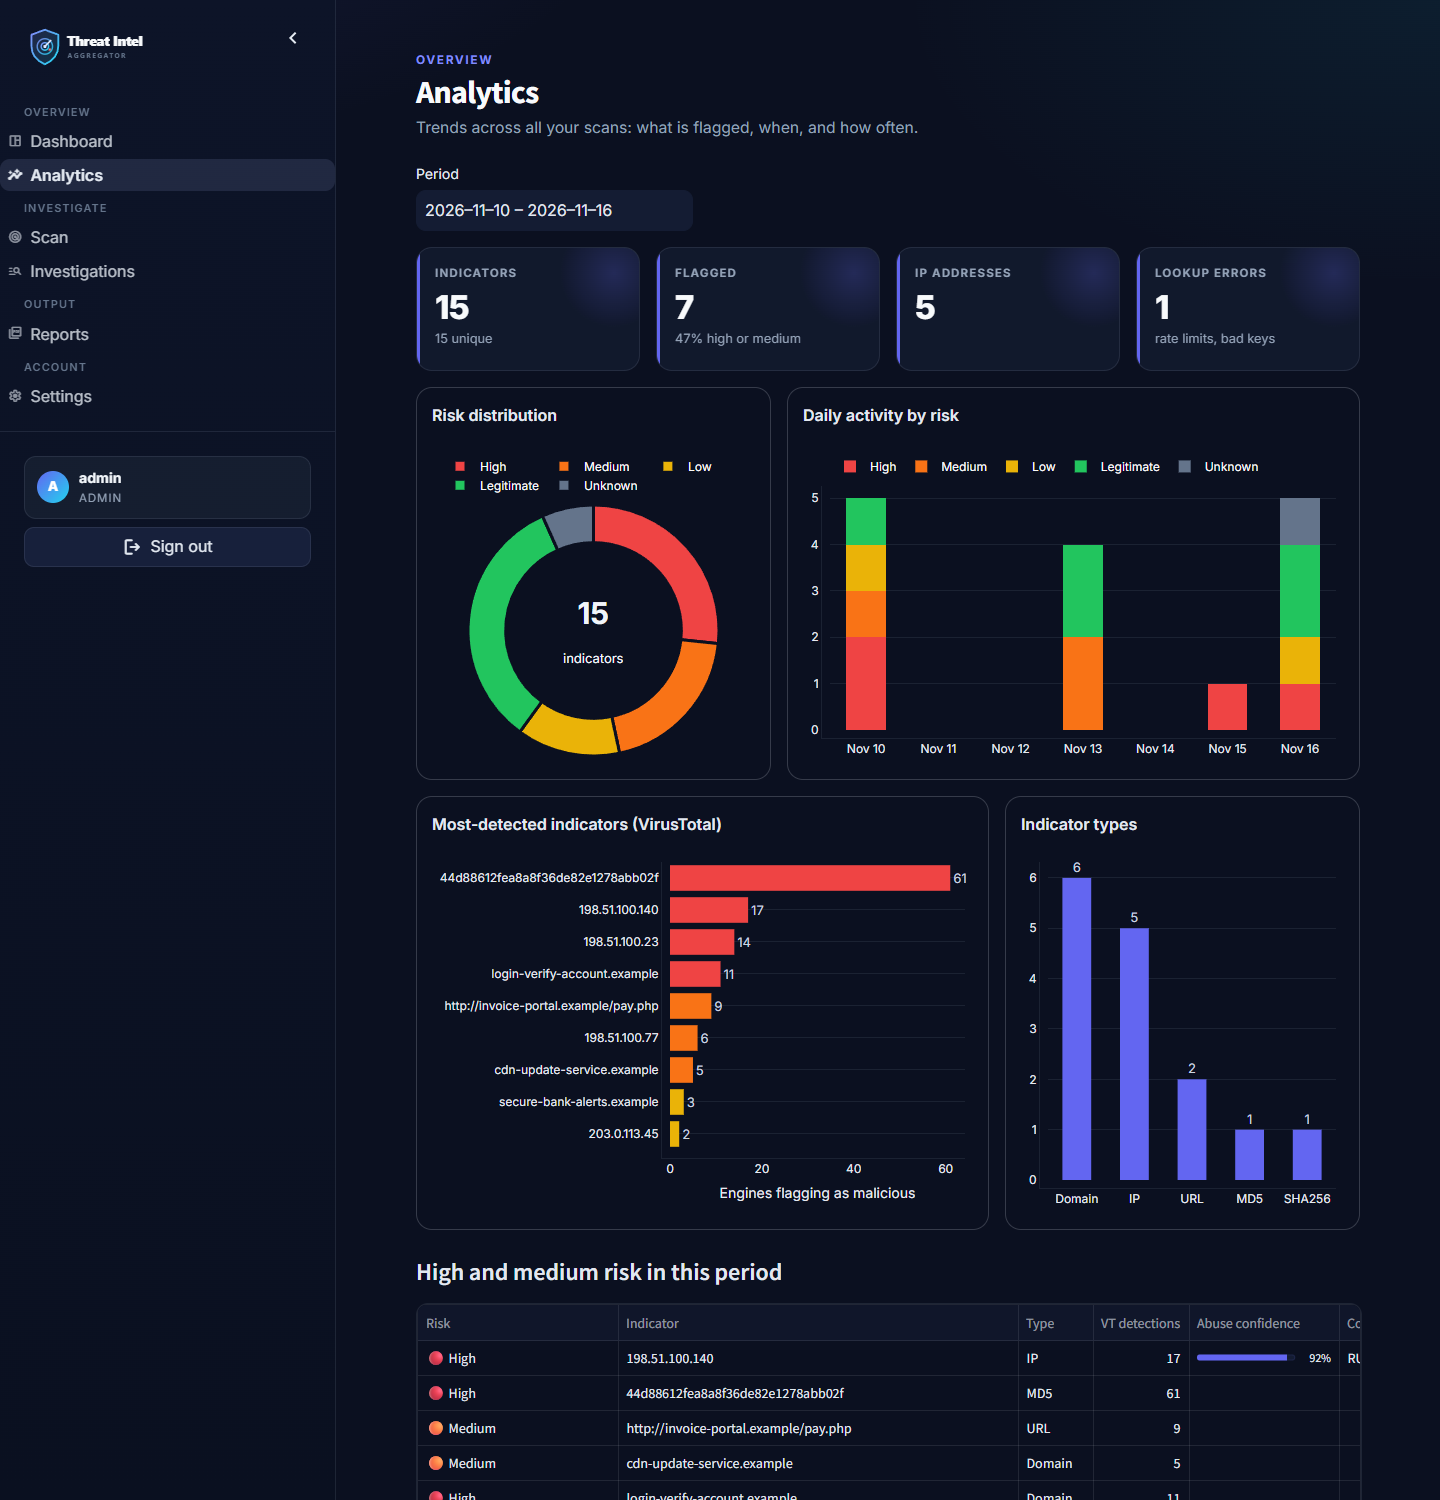 Threat Intel
AGGREGATOR
OVERVIEW
Dashboard
Analytics
INVESTIGATE
Scan
Investigations
OUTPUT
Reports
ACCOUNT
Settings
A
admin
ADMIN
Sign out
OVERVIEW
Analytics
Trends across all your scans: what is flagged, when, and how often.
Period
2026–11–10 – 2026–11–16
INDICATORS
15
15 unique
FLAGGED
7
47% high or medium
IP ADDRESSES
5
LOOKUP ERRORS
1
rate limits, bad keys
Risk distribution
High Medium Low
Legitimate Unknown
15
indicators
Daily activity by risk
High Medium Low Legitimate Unknown
5
4
3
2
1
0
Nov 10 Nov 11 Nov 12 Nov 13 Nov 14 Nov 15 Nov 16
Most-detected indicators (VirusTotal)
44d88612fea8a8f36de82e1278abb02f 61
198.51.100.140 17
198.51.100.23 14
login-verify-account.example 11
http://invoice-portal.example/pay.php 9
198.51.100.77 6
cdn-update-service.example 5
secure-bank-alerts.example 3
203.0.113.45 2
0 20 40 60
Engines flagging as malicious
Indicator types
6
6
5
5
4
3
2
2
1
1 1
0
Domain IP URL MD5 SHA256
High and medium risk in this period
Risk Indicator Type VT detections Abuse confidence
High 198.51.100.140 IP 17 92%
High 44d88612fea8a8f36de82e1278abb02f MD5 61
Medium http://invoice-portal.example/pay.php URL 9
Medium cdn-update-service.example Domain 5
High login-verify-account.example Domain 11